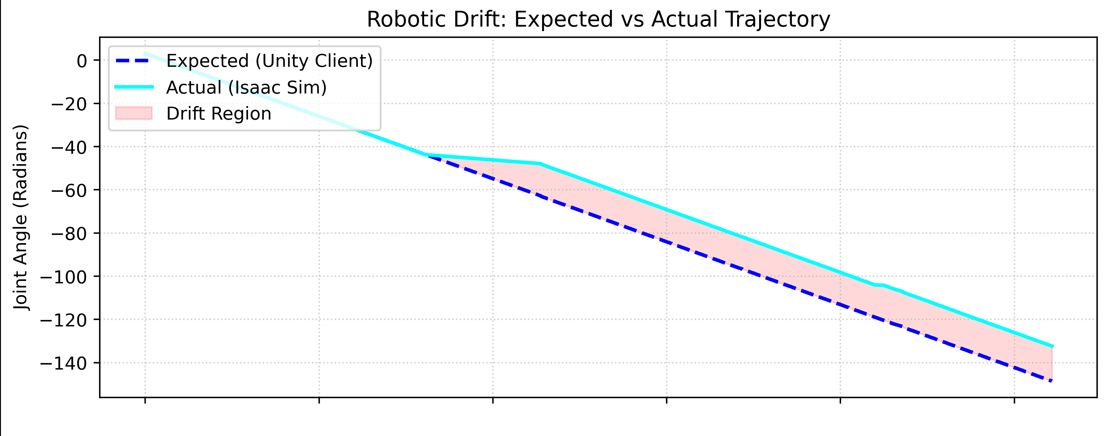 Robotic Drift: Expected vs Actual Trajectory
Expected (Unity Client)
Actual (Isaac Sim)
Drift Region
Joint Angle (Radians)
0
−20
−40
−60
−80
−100
−120
−140